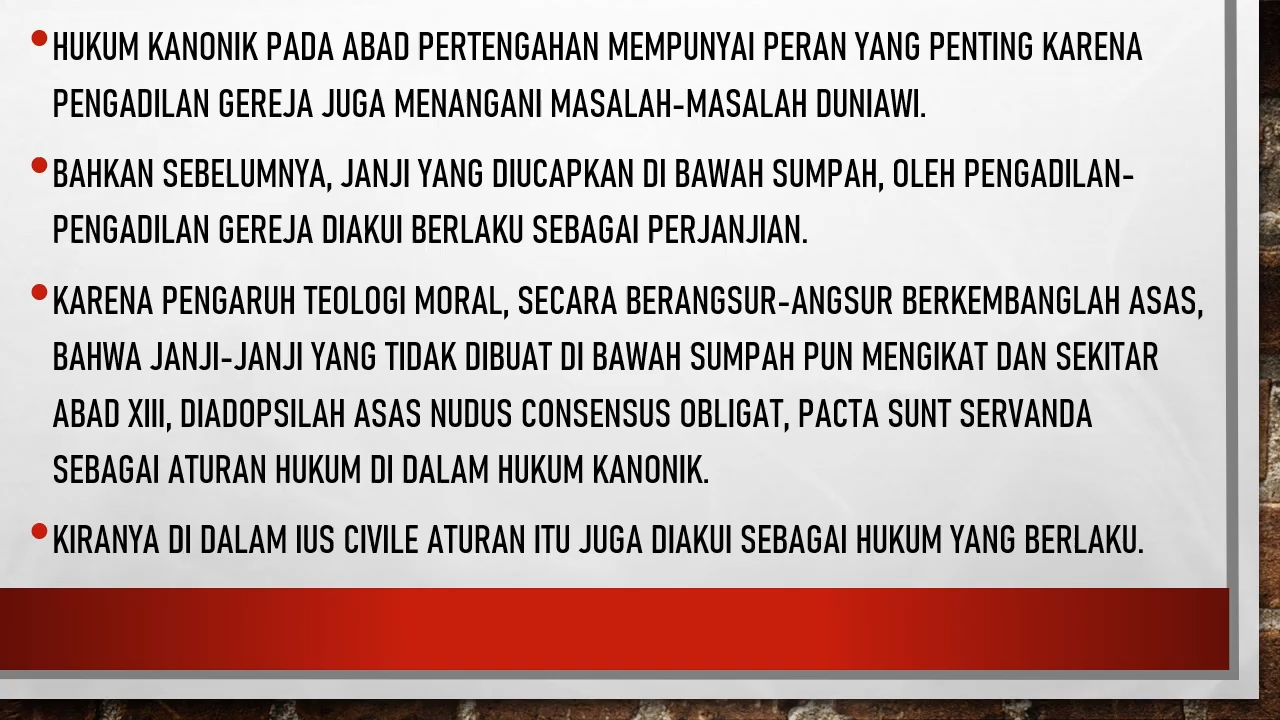 • HUKUM KANONIK PADA ABAD PERTENGAHAN MEMPUNYAI PERAN YANG PENTING KARENA
PENGADILAN GEREJA JUGA MENANGANI MASALAH-MASALAH DUNIAWI.
• BAHKAN SEBELUMNYA, JANJI YANG DIUCAPKAN DI BAWAH SUMPAH, OLEH PENGADILAN-
PENGADILAN GEREJA DIAKUI BERLAKU SEBAGAI PERJANJIAN.
• KARENA PENGARUH TEOLOGI MORAL, SECARA BERANGSUR-ANGSUR BERKEMBANGLAH ASAS,
BAHWA JANJI-JANJI YANG TIDAK DIBUAT DI BAWAH SUMPAH PUN MENGIKAT DAN SEKITAR
ABAD XIII, DIADOPSILAH ASAS NUDUS CONSENSUS OBLIGAT, PACTA SUNT SERVANDA
SEBAGAI ATURAN HUKUM DI DALAM HUKUM KANONIK.
• KIRANYA DI DALAM IUS CIVILE ATURAN ITU JUGA DIAKUI SEBAGAI HUKUM YANG BERLAKU.